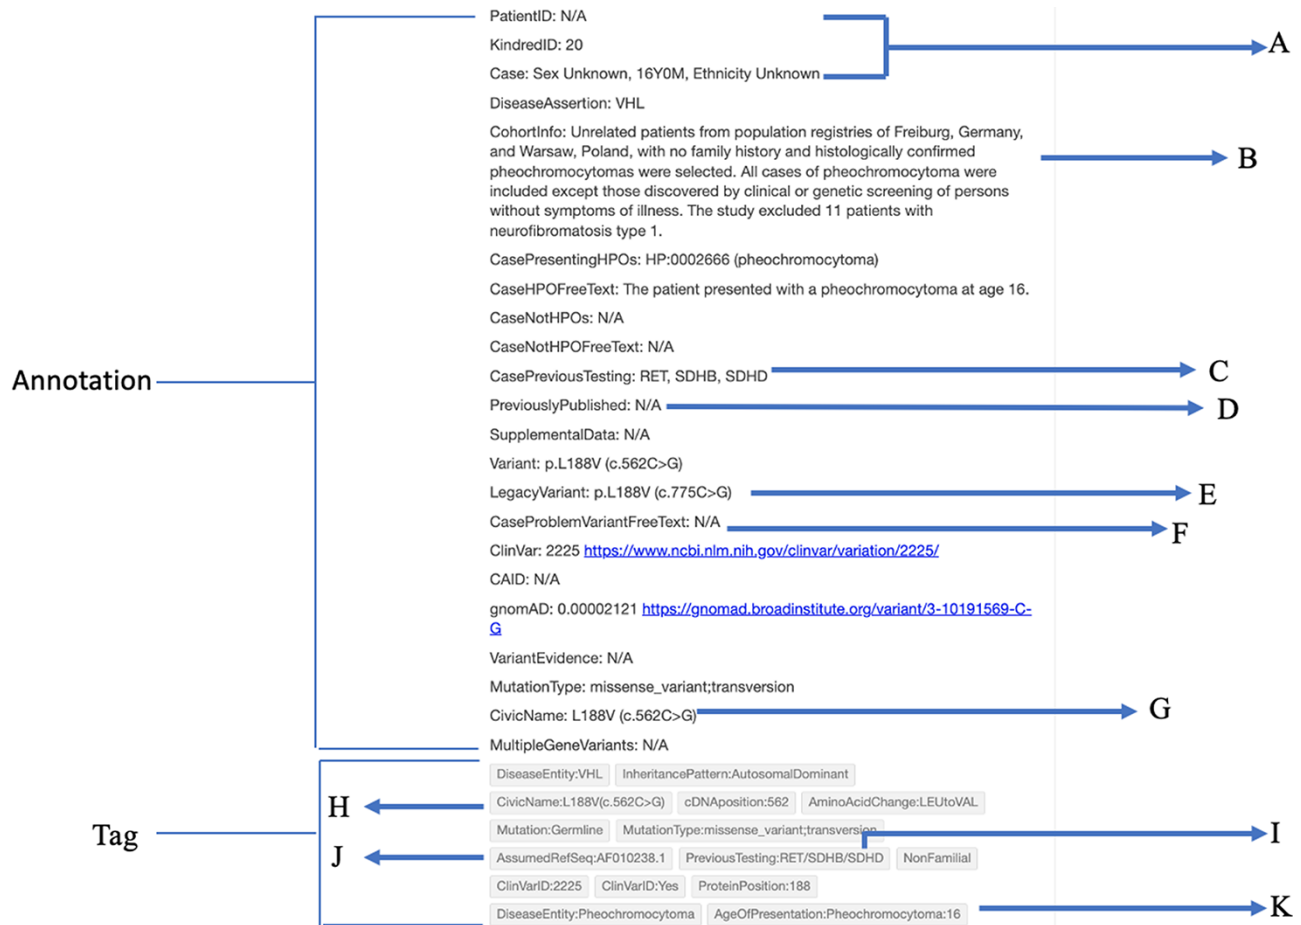 PatientID: N/A
KindredID: 20
A
Case: Sex Unknown, 16Y0M, Ethnicity Unknown
DiseaseAssertion: VHL
CohortInfo: Unrelated patients from population registries of Freiburg, Germany,
and Warsaw, Poland, with no family history and histologically confirmed
B
pheochromocytomas were selected. All cases of pheochromocytoma were
included except those discovered by clinical or genetic screening of persons
without symptoms of illness. The study excluded 11 patients with
neurofibromatosis type 1.
CasePresentingHPOs: HP:0002666 (pheochromocytoma)
CaseHPOFreeText: The patient presented with a pheochromocytoma at age 16.
CaseNotHPOs: N/A
CaseNotHPOFreeText: N/A
Annotation
CasePreviousTesting: RET, SDHB, SDHD
C
PreviouslyPublished: N/A
D
SupplementalData: N/A
Variant: p.L188V (c.562C>G)
LegacyVariant: p.L188V (c.775C>G)
E
CaseProblemVariantFreeText: N/A
F
ClinVar: 2225 https://www.ncbi.nlm.nih.gov/clinvar/variation/2225/
CAID: N/A
gnomAD: 0.00002121 https://gnomad.broadinstitute.org/variant/3-10191569-C-
G
VariantEvidence: N/A
MutationType: missense_variant;transversion
CivicName: L188V (c.562C>G)
G
MultipleGeneVariants: N/A
DiseaseEntity:VHL InheritancePattern:AutosomalDominant
H
CivicName:L188V(c.562C>G) cDNAposition:562 AminoAcidChange:LEUtoVAL
Tag
Mutation:Germline MutationType:missense_variant;transversion
I
J
AssumedRefSeq:AF010238.1 PreviousTesting:RET/SDHB/SDHD NonFamilial
ClinVarID:2225 ClinVarID:Yes ProteinPosition:188
DiseaseEntity:Pheochromocytoma AgeOfPresentation:Pheochromocytoma:16
K